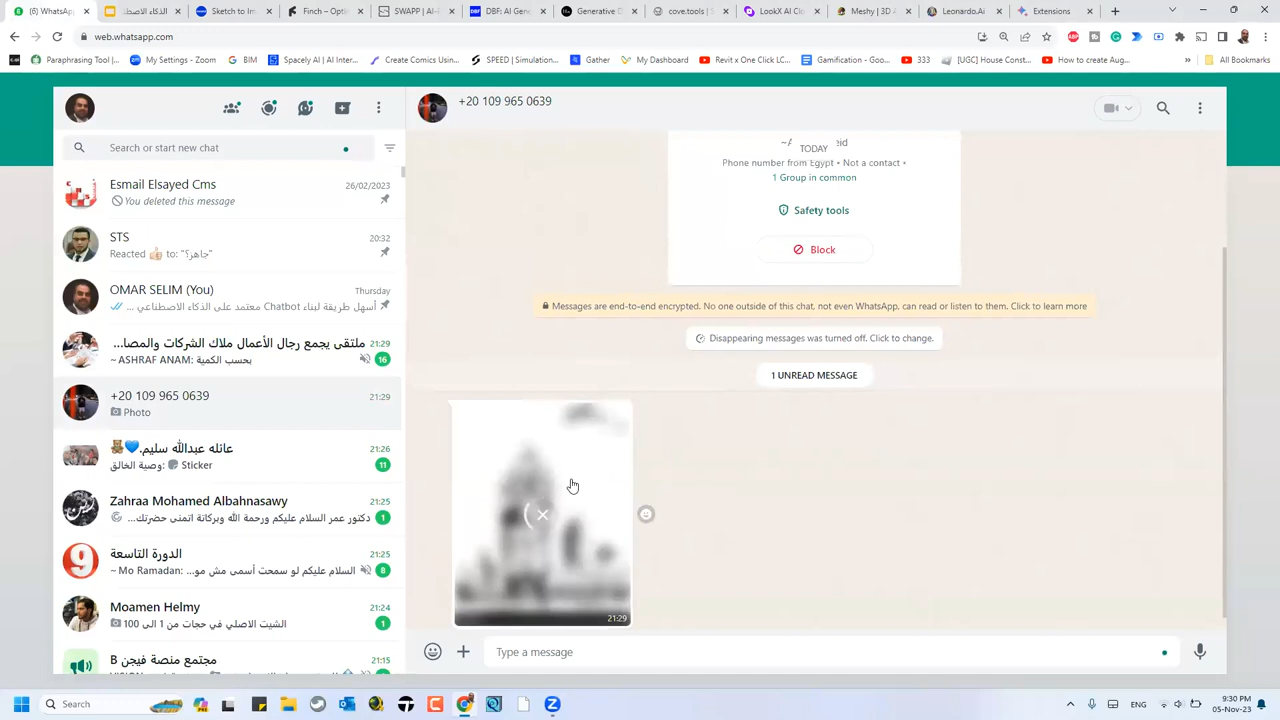 (6) WhatsApp
الذكاء الاصطناع
Sketch to Im
Finch – Optim
SWAPP | AI-
DBF: AI Gene
Generative D
cove.tools | S
LookX AI Clo
Meshy | 3D A
Leonardo.Ai
Extensions
web.whatsapp.com
Paraphrasing Tool |...
My Settings - Zoom
BIM
Spacely AI | AI Inter...
Create Comics Using...
SPEED | Simulation...
Gather
My Dashboard
Revit x One Click LC...
Gamification - Goo...
333
[UGC] House Const...
How to create Aug...
All Bookmarks
Search or start new chat
Esmail Elsayed Cms
26/02/2023
You deleted this message
STS
20:32
Reacted 👍🏻 to: "جاهز؟"
OMAR SELIM (You)
Thursday
أسهل طريقة لبناء Chatbot معتمد على الذكاء الاصطناعي ...
ملتقى يجمع رجال الأعمال ملاك الشركات والمصا...
21:29
~ ASHRAF ANAM: بحسب الكمية
16
+20 109 965 0639
21:29
Photo
عائله عبدالله سليم.💙🧸
21:26
وصية الخالق: Sticker
11
Zahraa Mohamed Albahnasawy
21:25
دكتور عمر السلام عليكم ورحمة الله وبركاتة اتمنى حضرتك...
1
الدورة التاسعة
21:25
~ Mo Ramadan: السلام عليكم لو سمحت أسمى مش مو...
8
Moamen Helmy
21:24
الشيت الاصلي في حجات من 1 الى 100
1
مجتمع منصة فيجن B
21:15
+20 109 965 0639
TODAY
Phone number from Egypt • Not a contact •
1 Group in common
Safety tools
Block
Messages are end-to-end encrypted. No one outside of this chat, not even WhatsApp, can read or listen to them. Click to learn more
Disappearing messages was turned off. Click to change.
1 UNREAD MESSAGE
21:29
Type a message
Search
ENG
9:30 PM
05-Nov-23